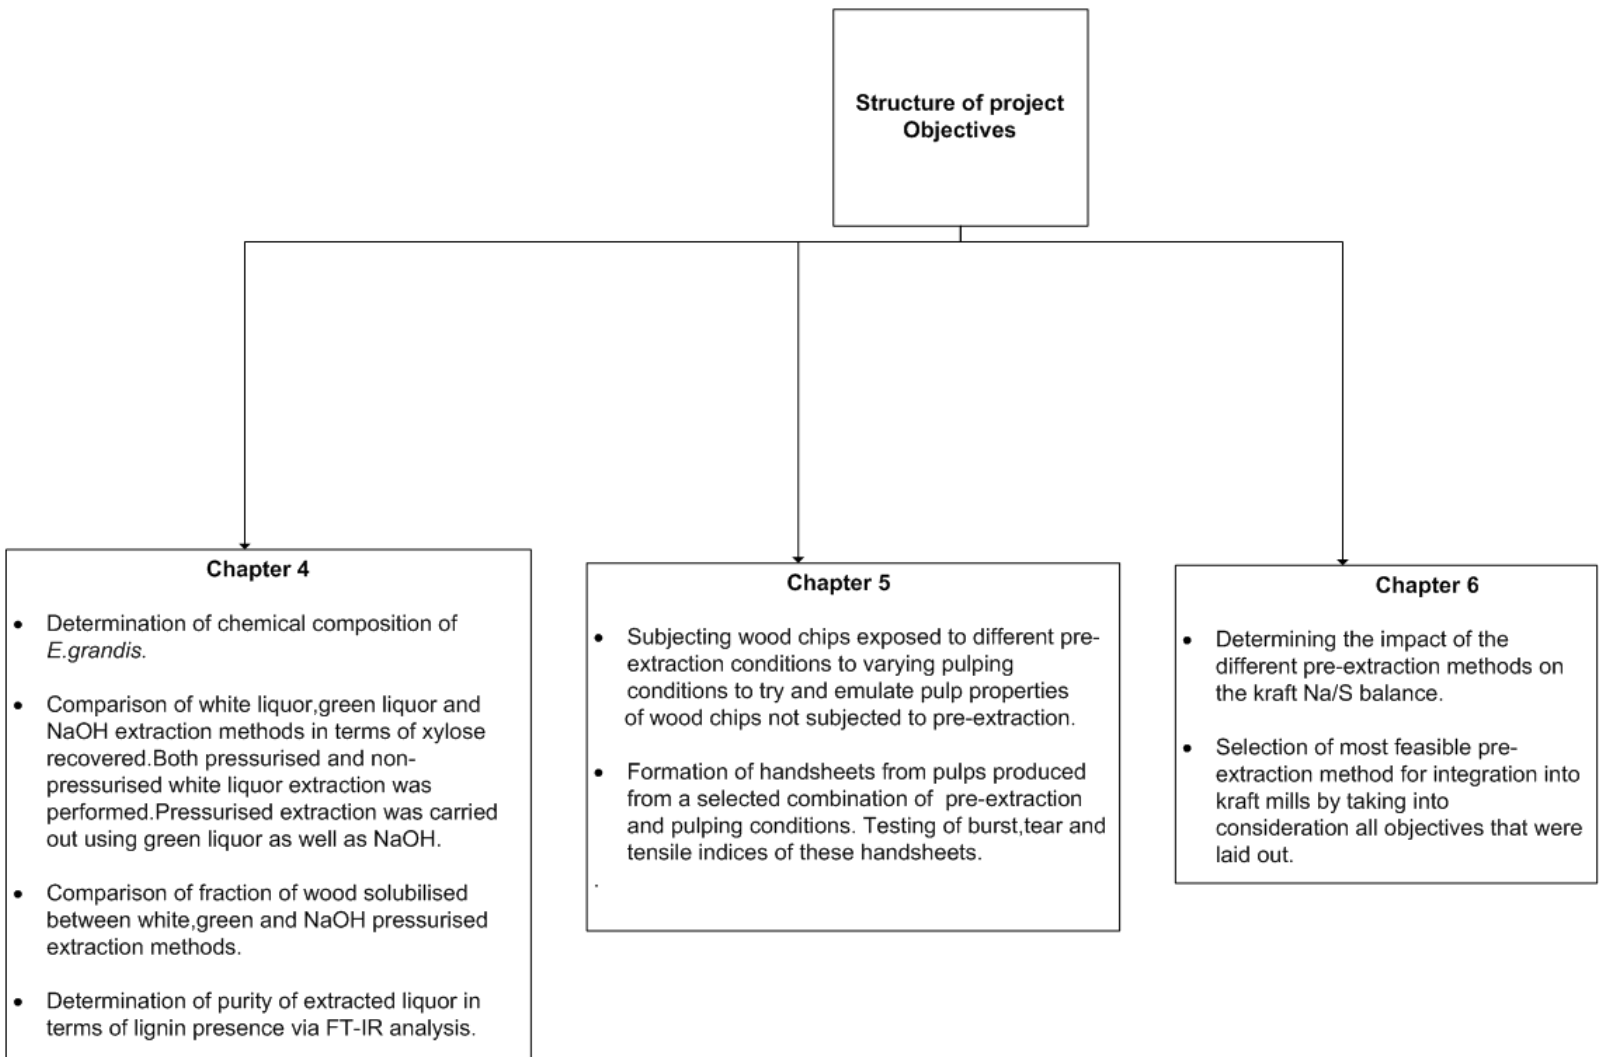 Structure of project
Objectives
Chapter 4
• Determination of chemical composition of
E.grandis.
• Comparison of white liquor,green liquor and
NaOH extraction methods in terms of xylose
recovered.Both pressurised and non-
pressurised white liquor extraction was
performed.Pressurised extraction was carried
out using green liquor as well as NaOH.
• Comparison of fraction of wood solubilised
between white,green and NaOH pressurised
extraction methods.
• Determination of purity of extracted liquor in
terms of lignin presence via FT-IR analysis.
Chapter 5
• Subjecting wood chips exposed to different pre-
extraction conditions to varying pulping
conditions to try and emulate pulp properties
of wood chips not subjected to pre-extraction.
• Formation of handsheets from pulps produced
from a selected combination of pre-extraction
and pulping conditions. Testing of burst,tear and
tensile indices of these handsheets.
.
Chapter 6
• Determining the impact of the
different pre-extraction methods on
the kraft Na/S balance.
• Selection of most feasible pre-
extraction method for integration into
kraft mills by taking into
consideration all objectives that were
laid out.